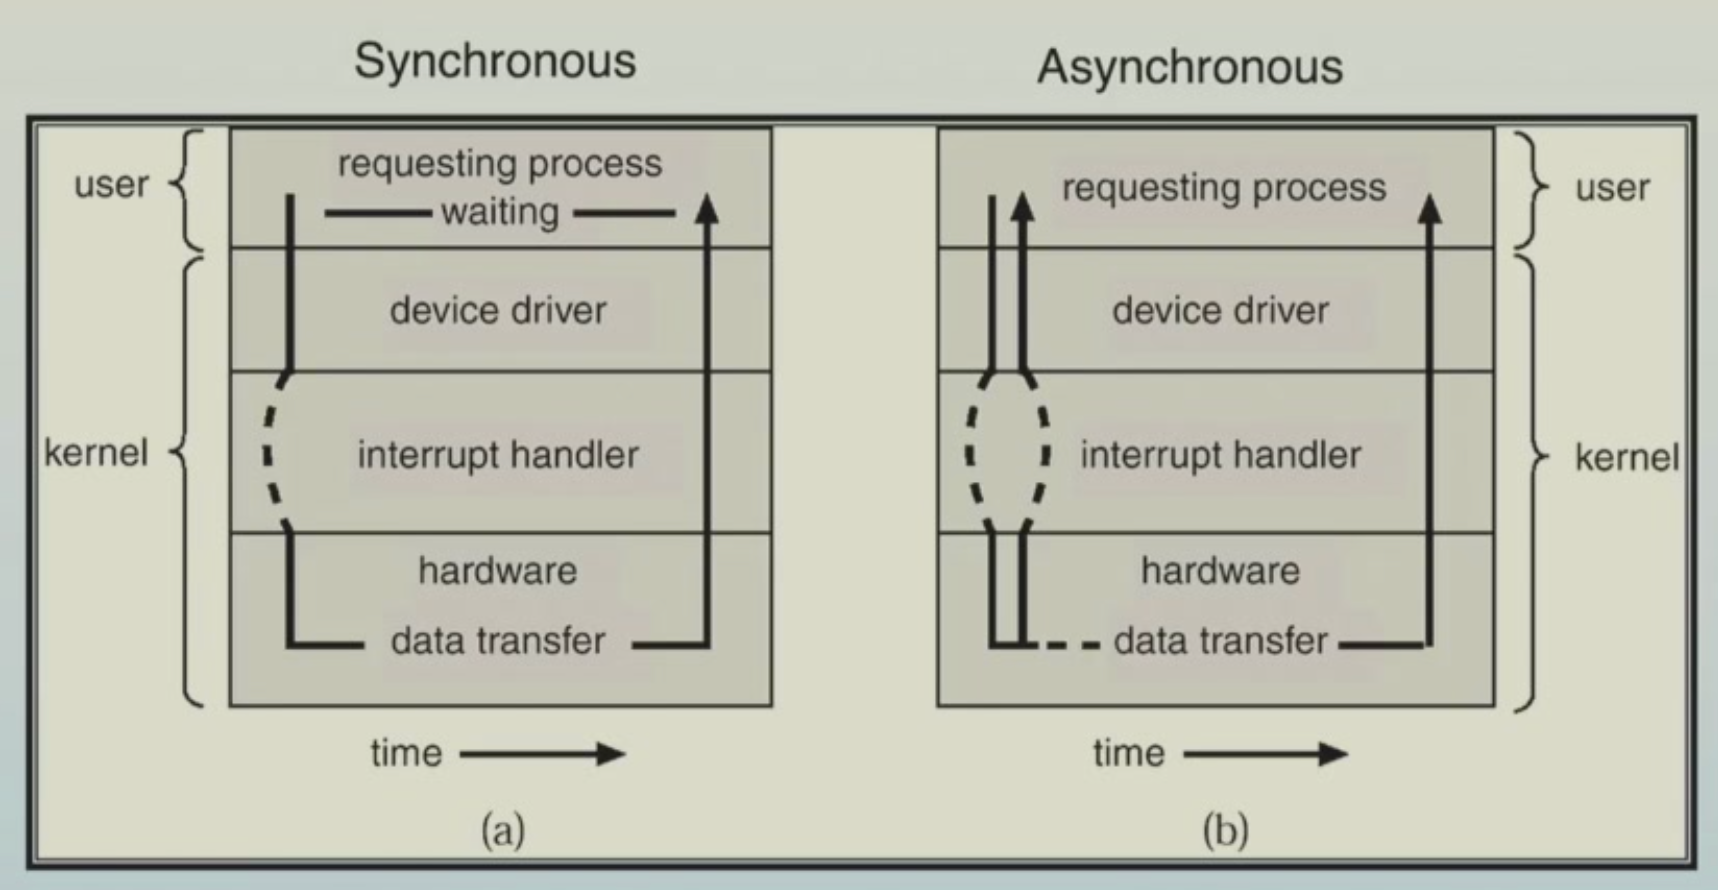 Synchronous
requesting process
user
waiting
device driver
kernel
interrupt handler
hardware
data transfer
time
(a)
Asynchronous
requesting process
user
device driver
interrupt handler
kernel
hardware
data transfer
time
(b)